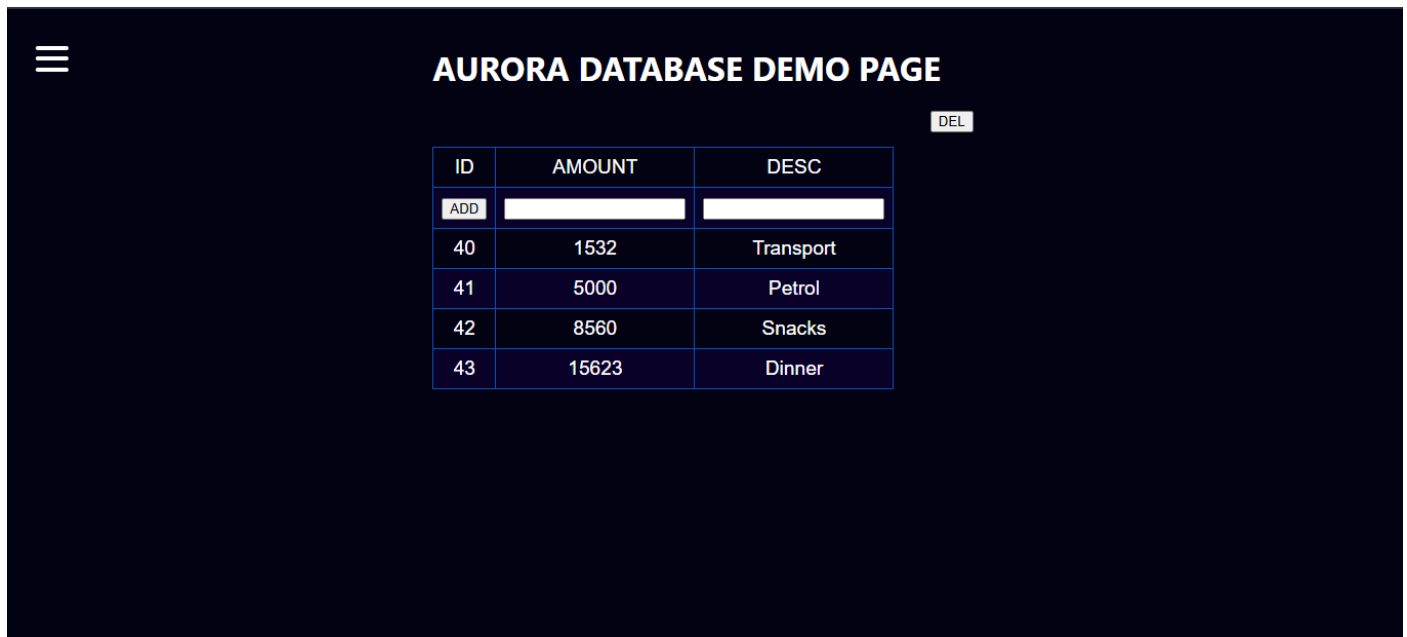 AURORA DATABASE DEMO PAGE
DEL
ID AMOUNT DESC
ADD
40 1532 Transport
41 5000 Petrol
42 8560 Snacks
43 15623 Dinner